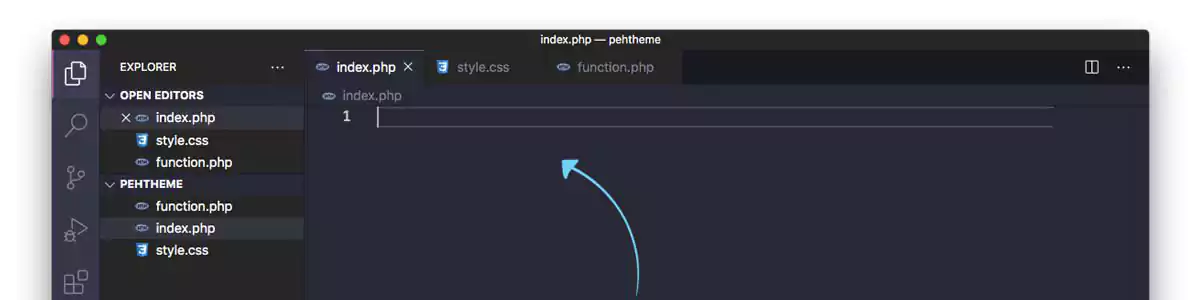 index.php — pehtheme
EXPLORER
index.php
style.css
function.php
OPEN EDITORS
index.php
style.css
function.php
PEHTHEME
function.php
index.php
style.css
index.php
1